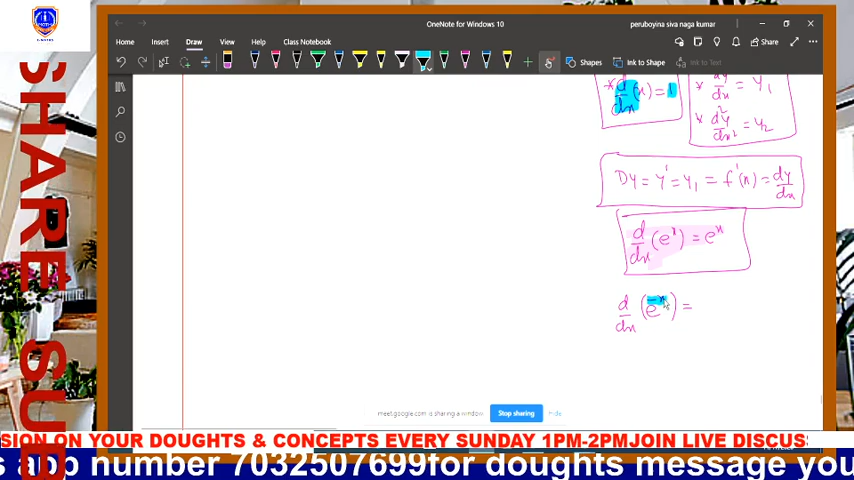 OneNote for Windows 10
peruboyina siva naga kumar
Home Insert Draw View Help Class Notebook
Share
Shapes
Ink to Shape
Ink to Text
* d/dx (x) = 1
* dy/dx = y₁
* d²y/dx² = y₂
Dy = y' = y₁ = f'(x) = dy/dx
d/dx (eˣ) = eˣ
d/dx (e⁻ˣ) =
meet.google.com is sharing a window.
Stop sharing
Hide
SHARE SUB
SION ON YOUR DOUGHTS & CONCEPTS EVERY SUNDAY 1PM-2PMJOIN LIVE DISCUS
s app number 7032507699for doughts message you